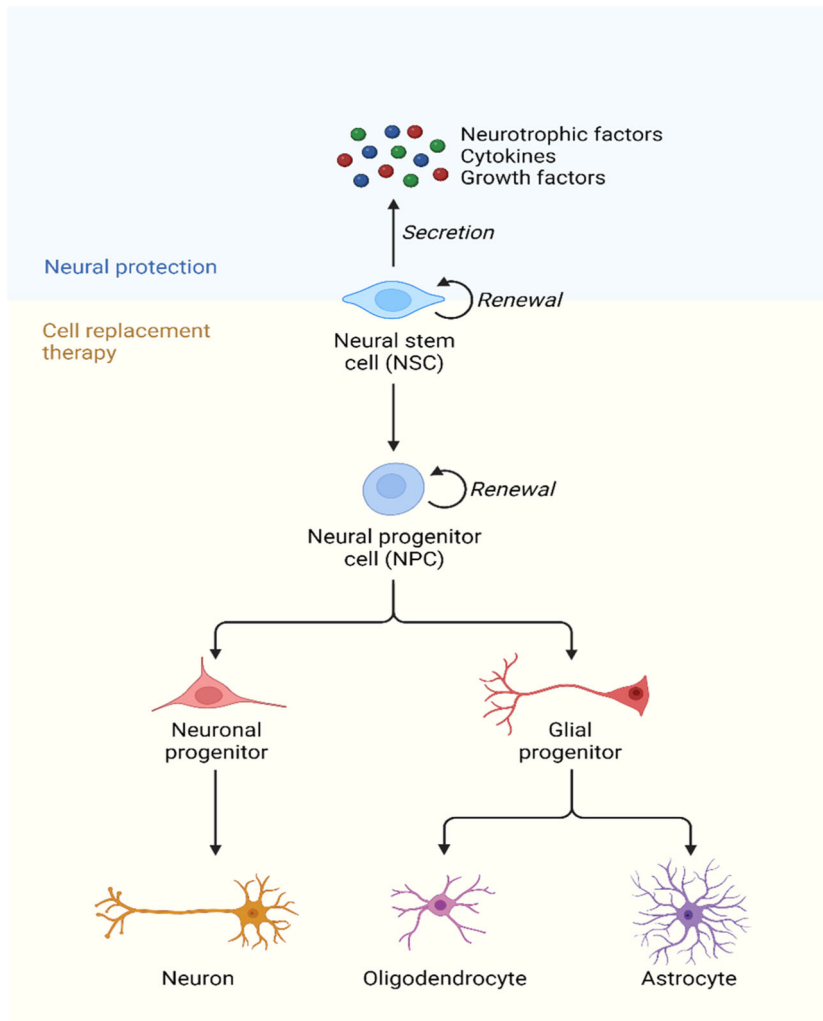 Neurotrophic factors
Cytokines
Growth factors
Secretion
Neural protection
Renewal
Cell replacement
therapy
Neural stem
cell (NSC)
Renewal
Neural progenitor
cell (NPC)
Neuronal
progenitor
Glial
progenitor
Neuron
Oligodendrocyte
Astrocyte